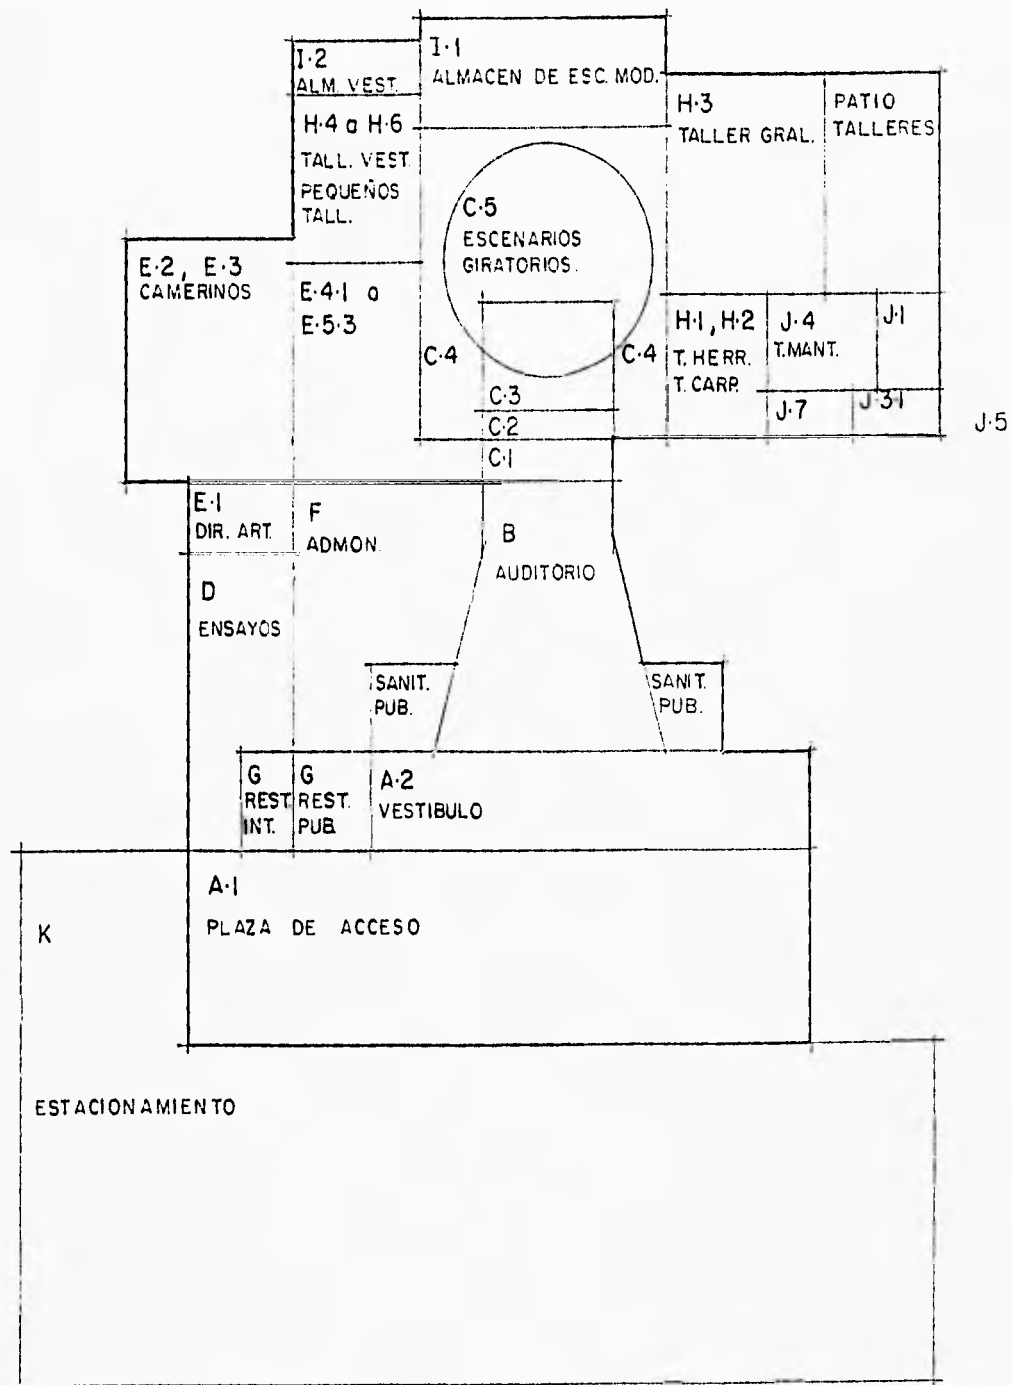 I·1
ALMACEN DE ESC. MOD.
I·2
ALM. VEST.
H·4 a H·6
TALL. VEST.
PEQUEÑOS
TALL.
H·3
TALLER GRAL.
PATIO
TALLERES
C·5
ESCENARIOS
GIRATORIOS.
E·2, E·3
CAMERINOS
E·4·1 a
E·5·3
C·4
C·4
H·1, H·2
T. HERR.
T. CARP.
J·4
T. MANT.
J·1
J·7
J·3·1
J·5
C·3
C·2
C·1
E·1
DIR. ART.
F
ADMON.
B
AUDITORIO
D
ENSAYOS
SANIT.
PUB.
SANIT.
PUB.
G
REST.
INT.
G
REST.
PUB.
A·2
VESTIBULO
A·1
PLAZA DE ACCESO
K
ESTACIONAMIENTO